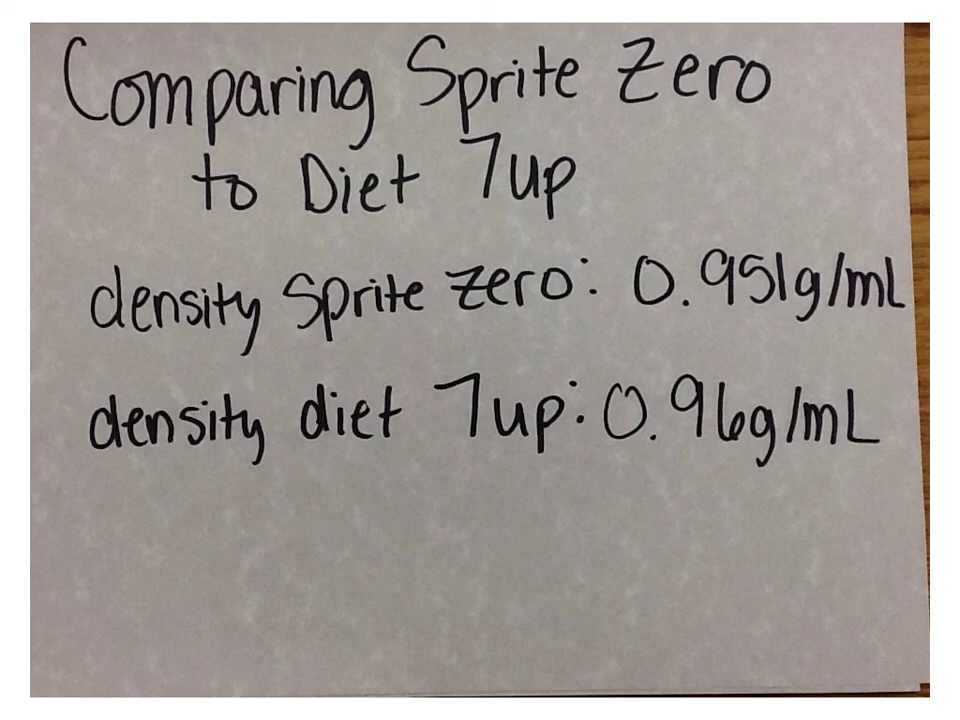 Comparing Sprite Zero
to Diet 7up
density Sprite zero: 0.951g/mL
density diet 7up: 0.96g/mL